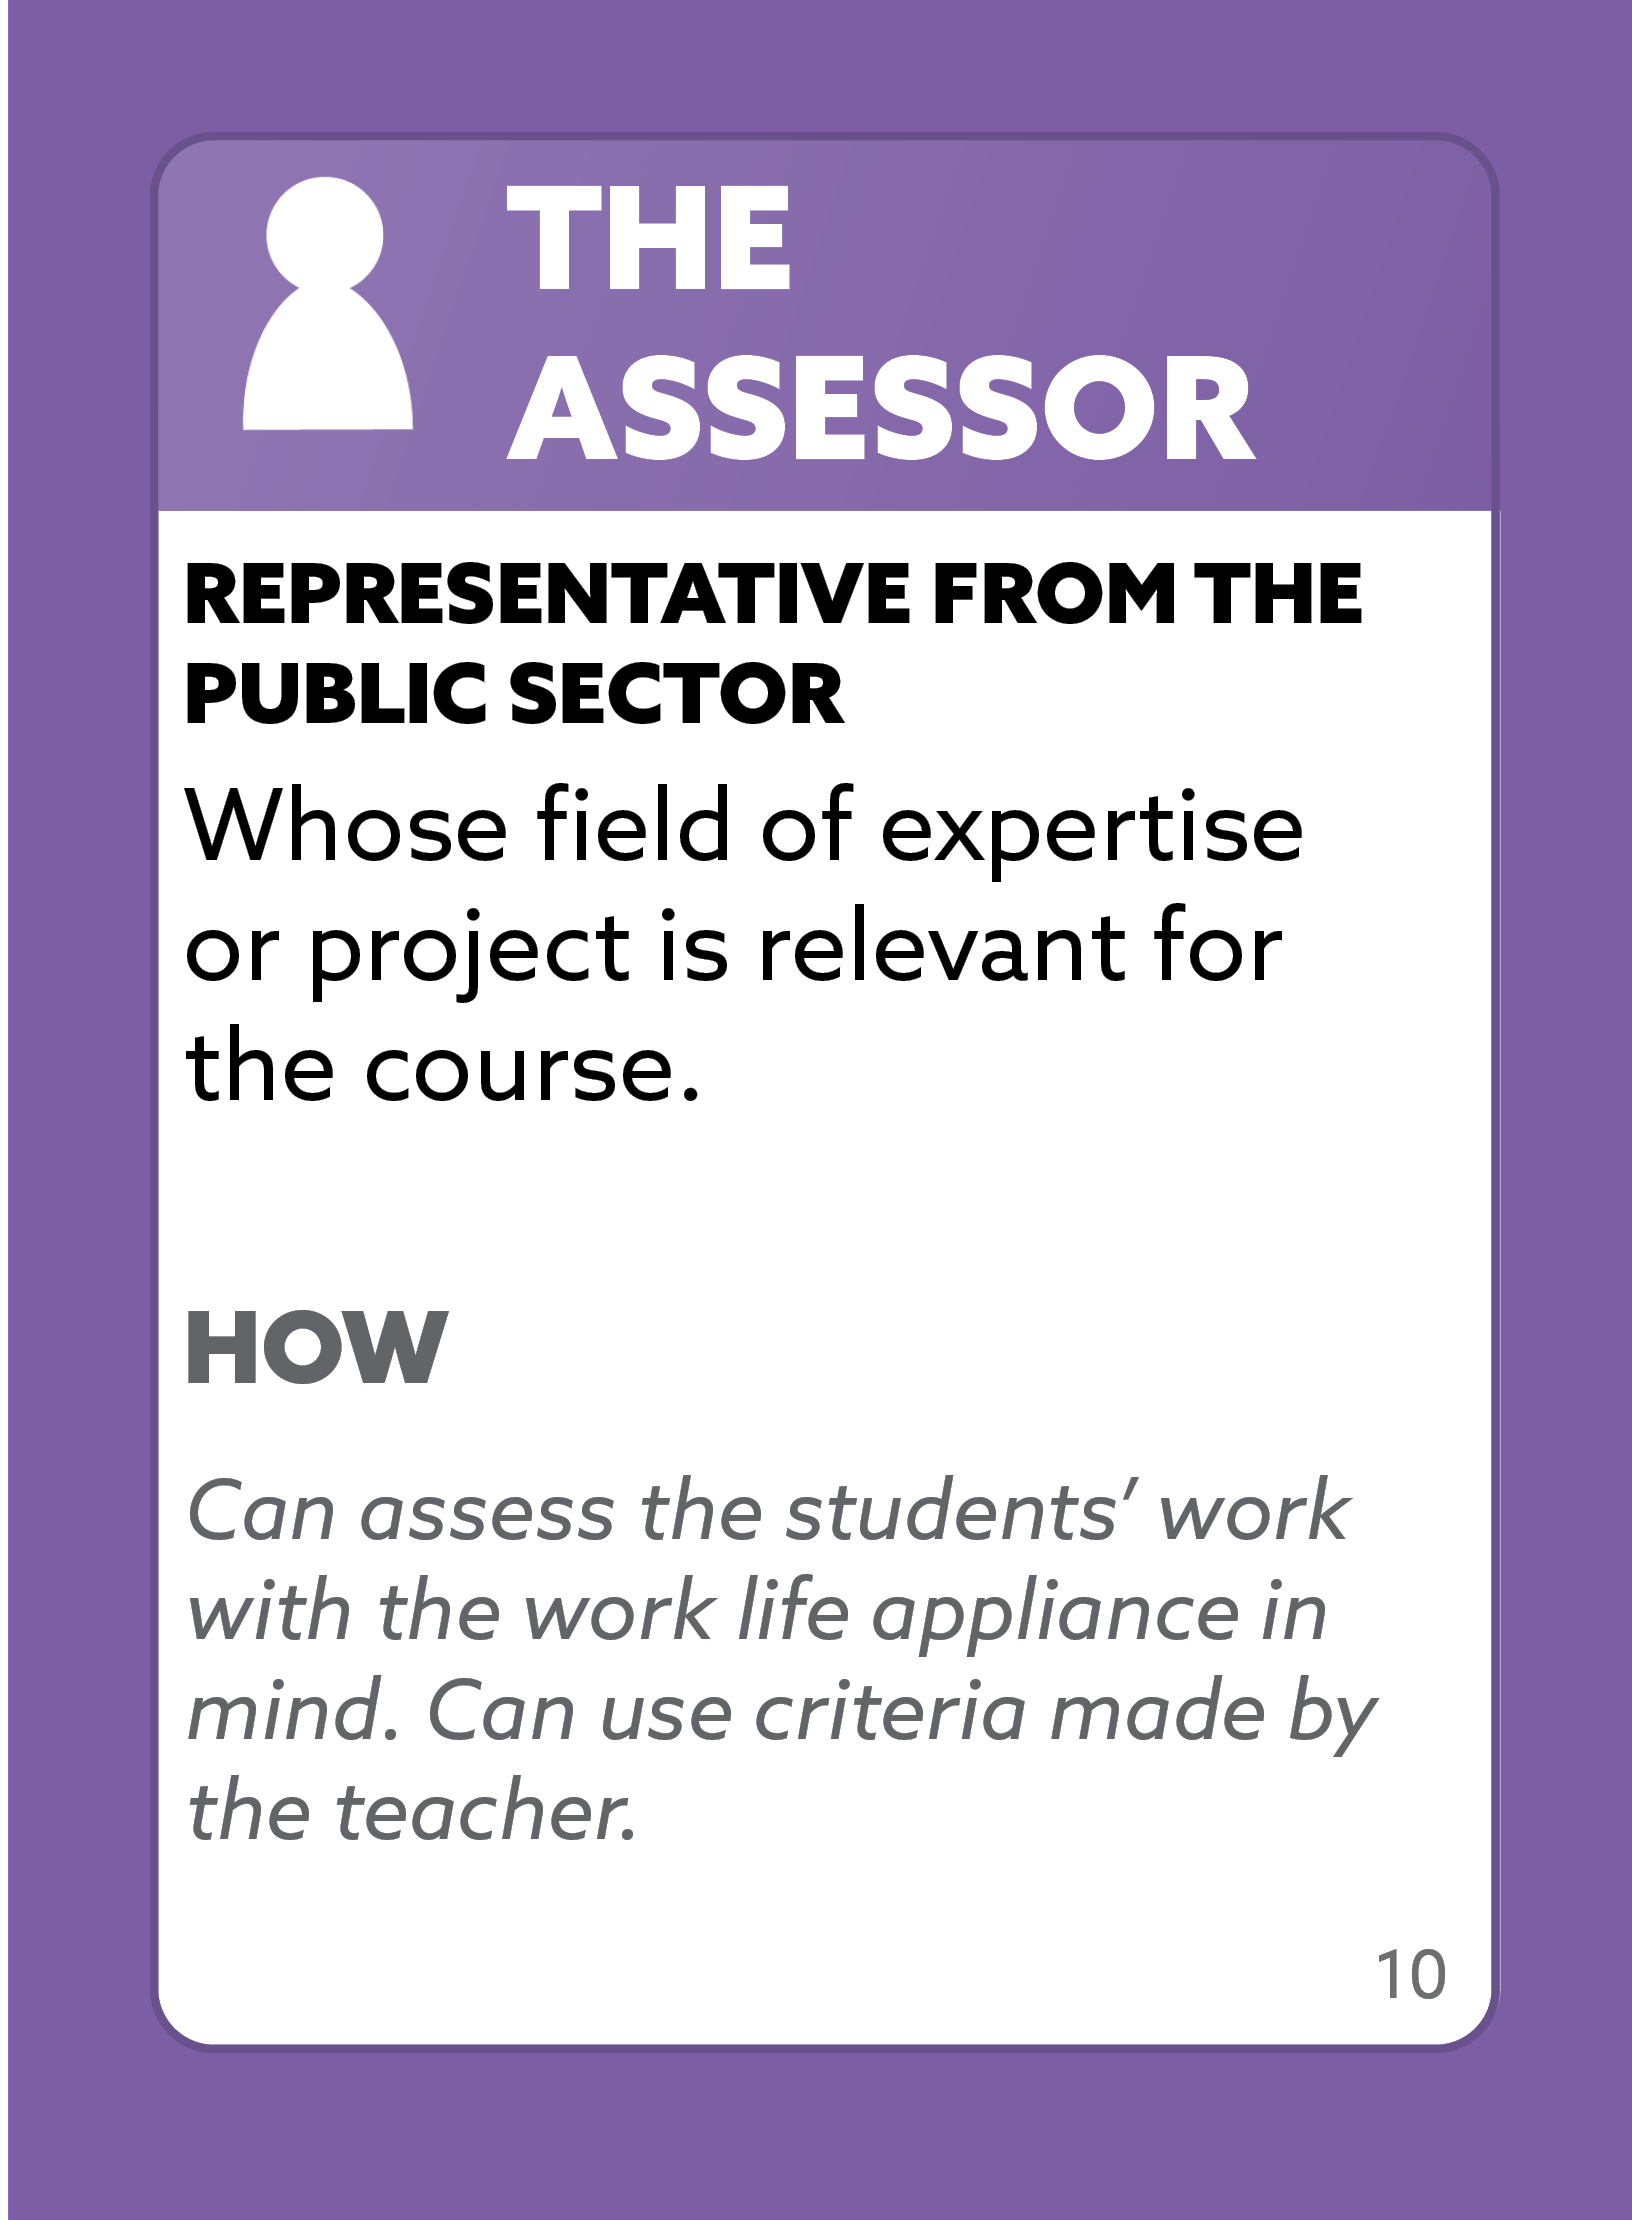 THE
ASSESSOR
REPRESENTATIVE FROM THE
PUBLIC SECTOR
Whose field of expertise
or project is relevant for
the course.
HOW
Can assess the students’ work
with the work life appliance in
mind. Can use criteria made by
the teacher.
10